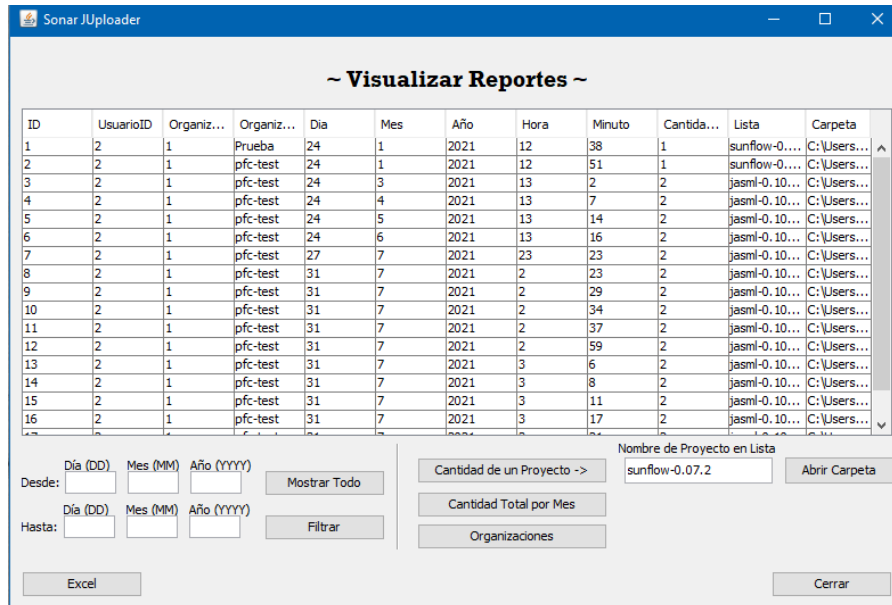 Sonar JUploader
~ Visualizar Reportes ~
ID UsuarioID Organiz... Organiz... Dia Mes Año Hora Minuto Cantida... Lista Carpeta
1 2 1 Prueba 24 1 2021 12 38 1 sunflow-0.... C:\Users...
2 2 1 pfc-test 24 1 2021 12 51 1 sunflow-0.... C:\Users...
3 2 1 pfc-test 24 3 2021 13 2 2 jasml-0.10... C:\Users...
4 2 1 pfc-test 24 4 2021 13 7 2 jasml-0.10... C:\Users...
5 2 1 pfc-test 24 5 2021 13 14 2 jasml-0.10... C:\Users...
6 2 1 pfc-test 24 6 2021 13 16 2 jasml-0.10... C:\Users...
7 2 1 pfc-test 27 7 2021 23 23 2 jasml-0.10... C:\Users...
8 2 1 pfc-test 31 7 2021 2 23 2 jasml-0.10... C:\Users...
9 2 1 pfc-test 31 7 2021 2 29 2 jasml-0.10... C:\Users...
10 2 1 pfc-test 31 7 2021 2 34 2 jasml-0.10... C:\Users...
11 2 1 pfc-test 31 7 2021 2 37 2 jasml-0.10... C:\Users...
12 2 1 pfc-test 31 7 2021 2 59 2 jasml-0.10... C:\Users...
13 2 1 pfc-test 31 7 2021 3 6 2 jasml-0.10... C:\Users...
14 2 1 pfc-test 31 7 2021 3 8 2 jasml-0.10... C:\Users...
15 2 1 pfc-test 31 7 2021 3 11 2 jasml-0.10... C:\Users...
16 2 1 pfc-test 31 7 2021 3 17 2 jasml-0.10... C:\Users...
Día (DD) Mes (MM) Año (YYYY)
Desde: Mostrar Todo
Día (DD) Mes (MM) Año (YYYY)
Hasta: Filtrar
Nombre de Proyecto en Lista
Cantidad de un Proyecto -> sunflow-0.07.2 Abrir Carpeta
Cantidad Total por Mes
Organizaciones
Excel Cerrar